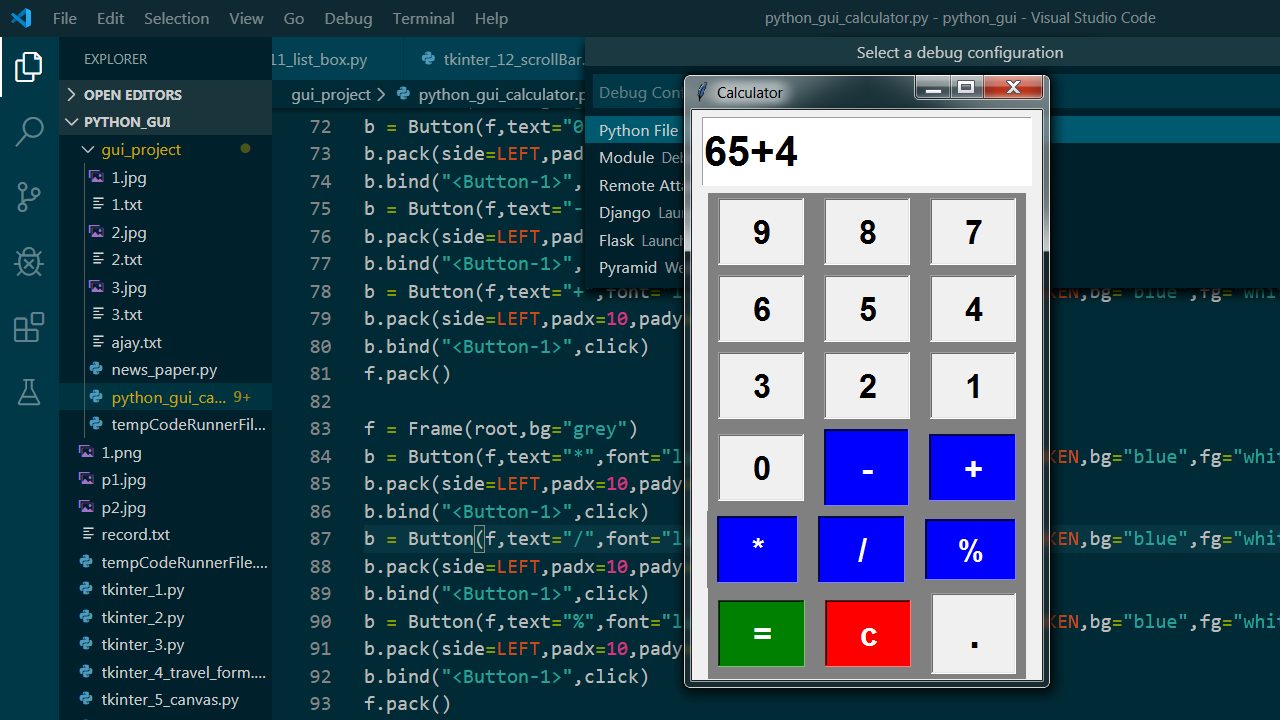 File Edit Selection View Go Debug Terminal Help
python_gui_calculator.py - python_gui - Visual Studio Code
EXPLORER
OPEN EDITORS
PYTHON_GUI
gui_project
1.jpg
1.txt
2.jpg
2.txt
3.jpg
3.txt
ajay.txt
news_paper.py
python_gui_ca... 9+
tempCodeRunnerFil...
1.png
p1.jpg
p2.jpg
record.txt
tempCodeRunnerFile....
tkinter_1.py
tkinter_2.py
tkinter_3.py
tkinter_4_travel_form....
tkinter_5_canvas.py
11_list_box.py
tkinter_12_scrollBar.
gui_project > python_gui_calculator.p
72 b = Button(f,text="0
73 b.pack(side=LEFT,pad
74 b.bind("<Button-1>",
75 b = Button(f,text="-
76 b.pack(side=LEFT,pad
77 b.bind("<Button-1>",
78 b = Button(f,text="+",font="l KEN,bg="blue",fg="whit
79 b.pack(side=LEFT,padx=10,pady
80 b.bind("<Button-1>",click)
81 f.pack()
82
83 f = Frame(root,bg="grey")
84 b = Button(f,text="*",font="l KEN,bg="blue",fg="whit
85 b.pack(side=LEFT,padx=10,pady
86 b.bind("<Button-1>",click)
87 b = Button(f,text="/",font="l KEN,bg="blue",fg="whit
88 b.pack(side=LEFT,padx=10,pady
89 b.bind("<Button-1>",click)
90 b = Button(f,text="%",font="l KEN,bg="blue",fg="whit
91 b.pack(side=LEFT,padx=10,pady
92 b.bind("<Button-1>",click)
93 f.pack()
Select a debug configuration
Debug Conf
Python File
Module Deb
Remote Atta
Django Laun
Flask Launch
Pyramid We
Calculator
65+4
9 8 7
6 5 4
3 2 1
0 - +
* / %
= c .